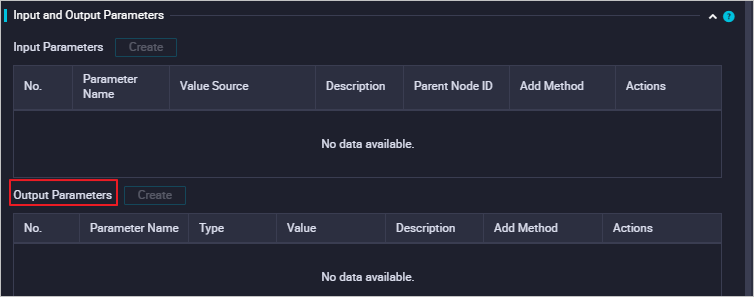 Input and Output Parameters ?
Input Parameters Create
No. Parameter Name Value Source Description Parent Node ID Add Method Actions
No data available.
Output Parameters Create
No. Parameter Name Type Value Description Add Method Actions
No data available.